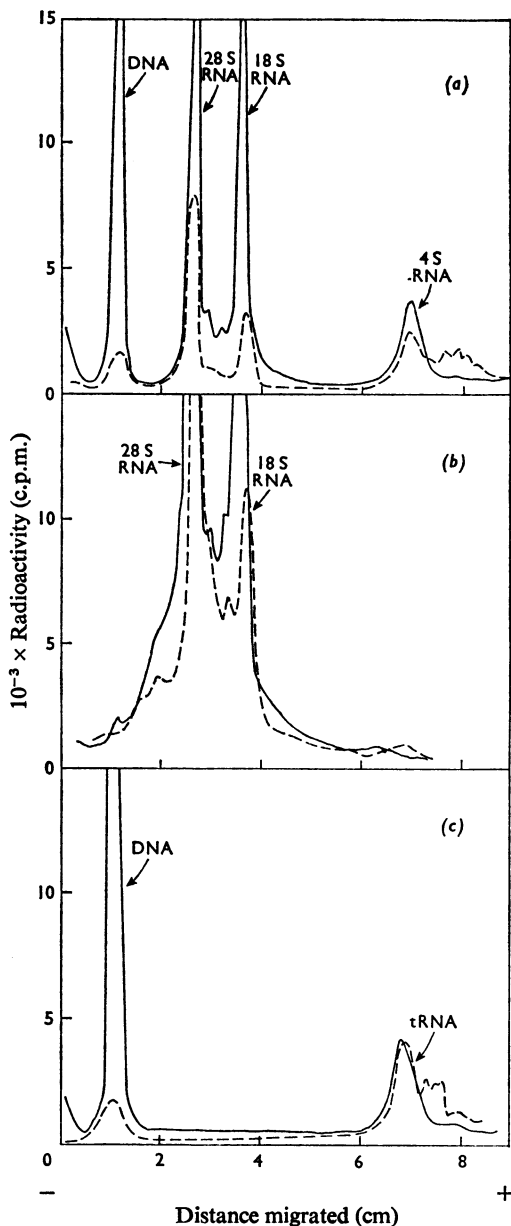 15
10
5
0
DNA
28 S
RNA
18 S
RNA
4 S
RNA
(a)
10
5
0
28 S
RNA
18 S
RNA
(b)
10
5
0
DNA
tRNA
(c)
10⁻³ × Radioactivity (c.p.m.)
0 2 4 6 8
− +
Distance migrated (cm)